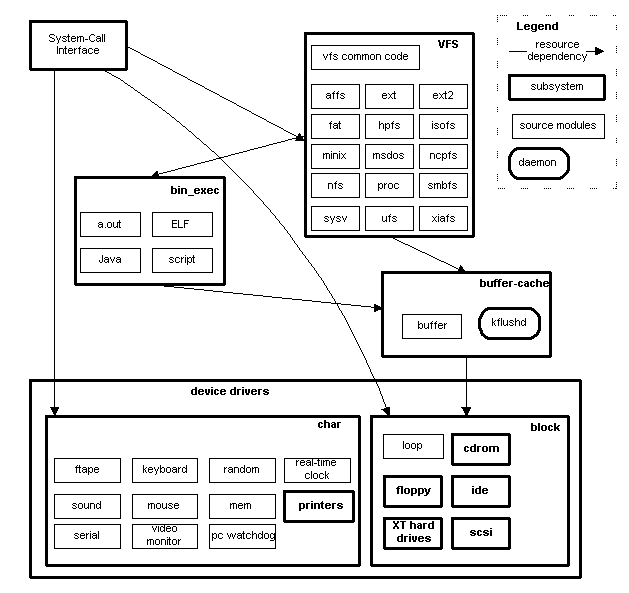 System-Call
Interface
VFS
vfs common code
affs
ext
ext2
fat
hpfs
isofs
minix
msdos
ncpfs
nfs
proc
smbfs
sysv
ufs
xiafs
Legend
resource
dependency
subsystem
source modules
daemon
bin_exec
a.out
ELF
Java
script
buffer-cache
buffer
kflushd
device drivers
char
ftape
keyboard
random
real-time
clock
sound
mouse
mem
printers
serial
video
monitor
pc watchdog
block
loop
cdrom
floppy
ide
XT hard
drives
scsi